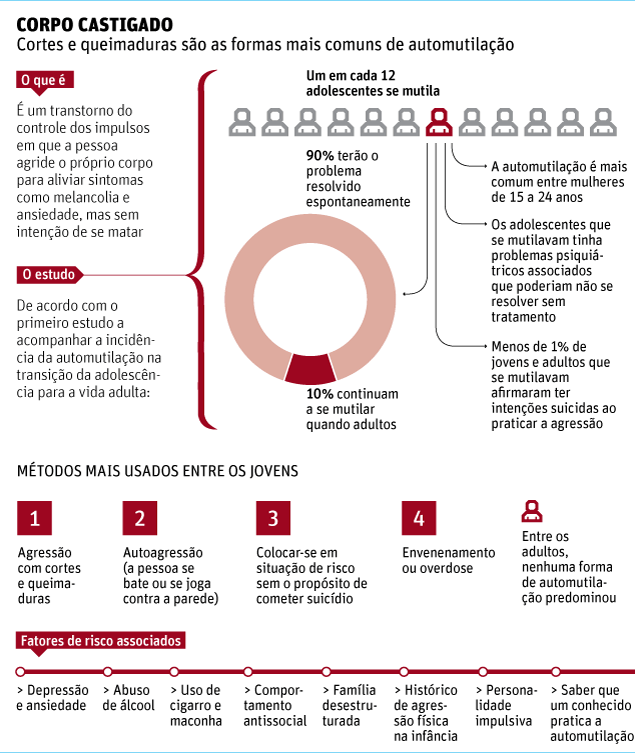 CORPO CASTIGADO
Cortes e queimaduras são as formas mais comuns de automutilação
O que é
É um transtorno do
controle dos impulsos
em que a pessoa
agride o próprio corpo
para aliviar sintomas
como melancolia e
ansiedade, mas sem
intenção de se matar
O estudo
De acordo com o
primeiro estudo a
acompanhar a incidên-
cia da automutilação na
transição da adolescên-
cia para a vida adulta:
Um em cada 12
adolescentes se mutila
90% terão o
problema
resolvido
espontaneamente
10% continuam
a se mutilar
quando adultos
A automutilação é mais
comum entre mulheres
de 15 a 24 anos
Os adolescentes que
se mutilavam tinha
problemas psiquiá-
tricos associados
que poderiam não se
resolver sem
tratamento
Menos de 1% de
jovens e adultos que
se mutilavam
afirmaram ter
intenções suicidas ao
praticar a agressão
MÉTODOS MAIS USADOS ENTRE OS JOVENS
1
Agressão
com cortes
e queima-
duras
2
Autoagressão
(a pessoa se
bate ou se joga
contra a parede)
3
Colocar-se em
situação de risco
sem o propósito de
cometer suicídio
4
Envenenamento
ou overdose
Entre os
adultos,
nenhuma forma
de automutila-
ção predominou
Fatores de risco associados
> Depressão
e ansiedade
> Abuso
de álcool
> Uso de
cigarro e
maconha
> Compor-
tamento
antissocial
> Família
desestru-
turada
> Histórico
de agres-
são física
na infância
> Persona-
lidade
impulsiva
> Saber que
um conhecido
pratica a
automutilação